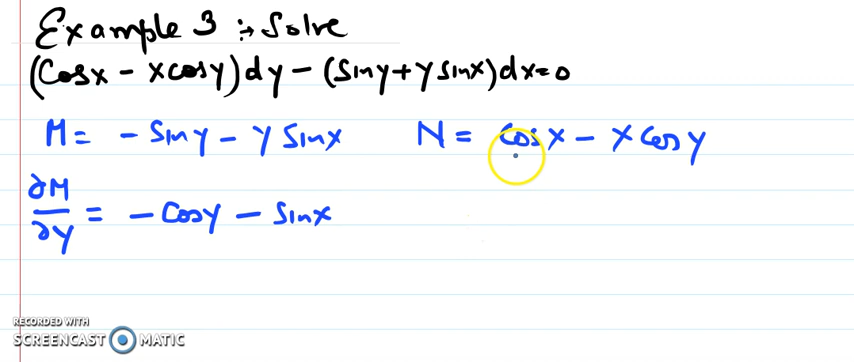 Example 3 :→ Solve
(Cosx - xcosy)dy - (siny + ysinx)dx=0
M= - siny - y sinx N= cosx - x cosy
∂M/∂y = - cosy - sinx
RECORDED WITH
SCREENCAST MATIC